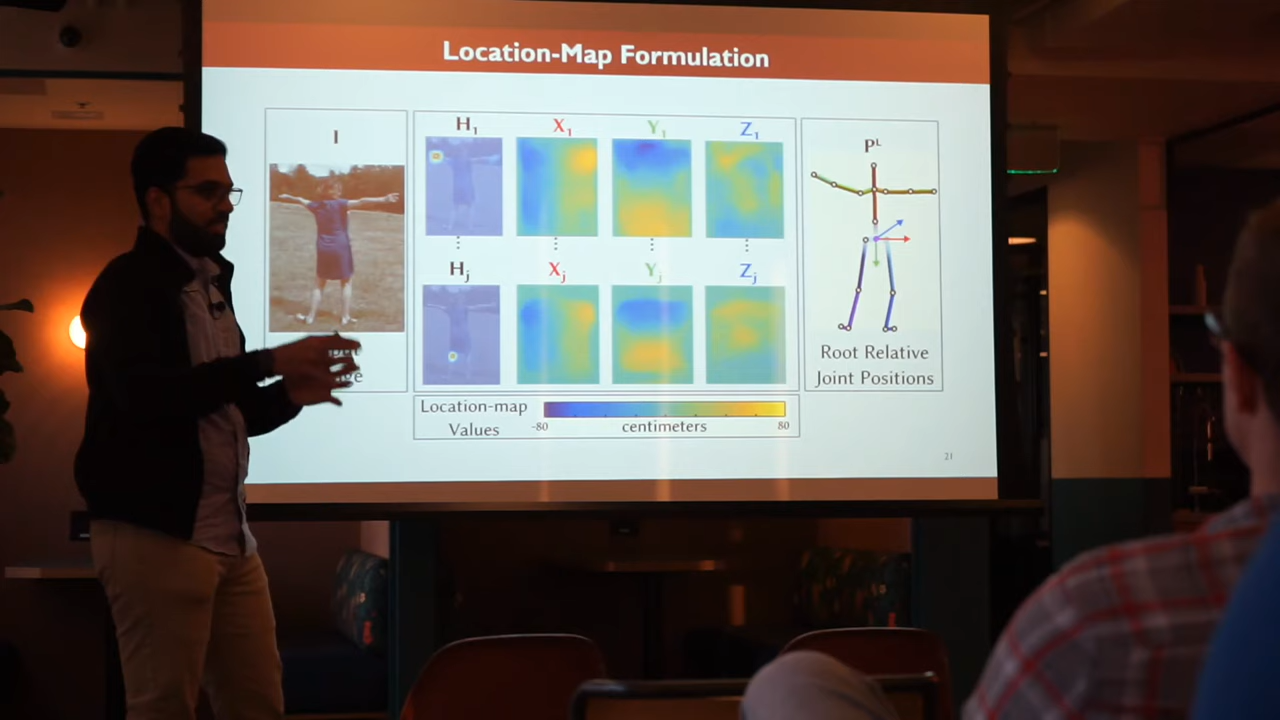 Location-Map Formulation
I
H1 X1 Y1 Z1
Hj Xj Yj Zj
PL
Root Relative
Joint Positions
Location-map
Values
-80 centimeters 80
21